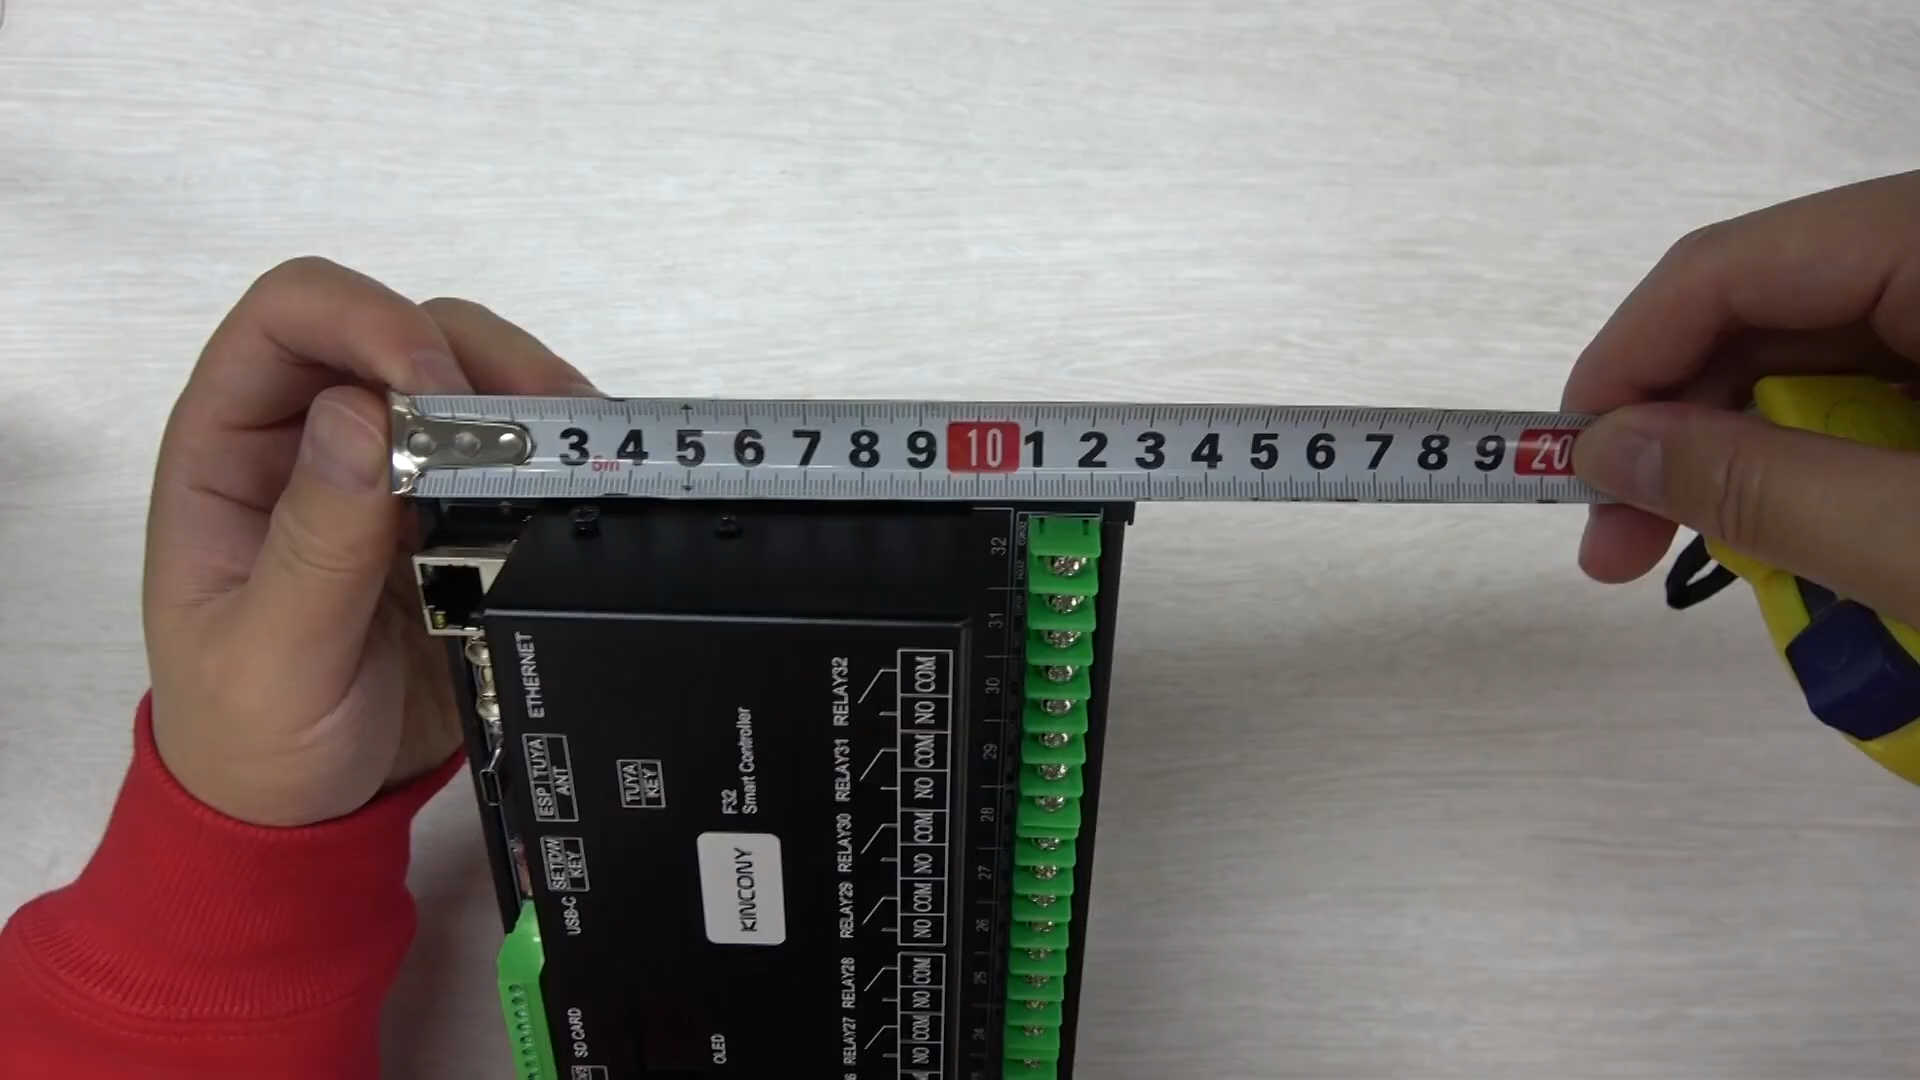 3 4 5 6 7 8 9 10 1 2 3 4 5 6 7 8 9 20
6m
ETHERNET
ESP TUYA
ANT
SET/DW
KEY
USB-C
SD CARD
TUYA
KEY
F32
Smart Controller
KINCONY
OLED
RELAY32
RELAY31
RELAY30
RELAY29
RELAY28
RELAY27
COM
NO
COM
NO
COM
NO
COM
NO
COM
NO
COM
NO
32
31
30
29
28
27
26
25
24